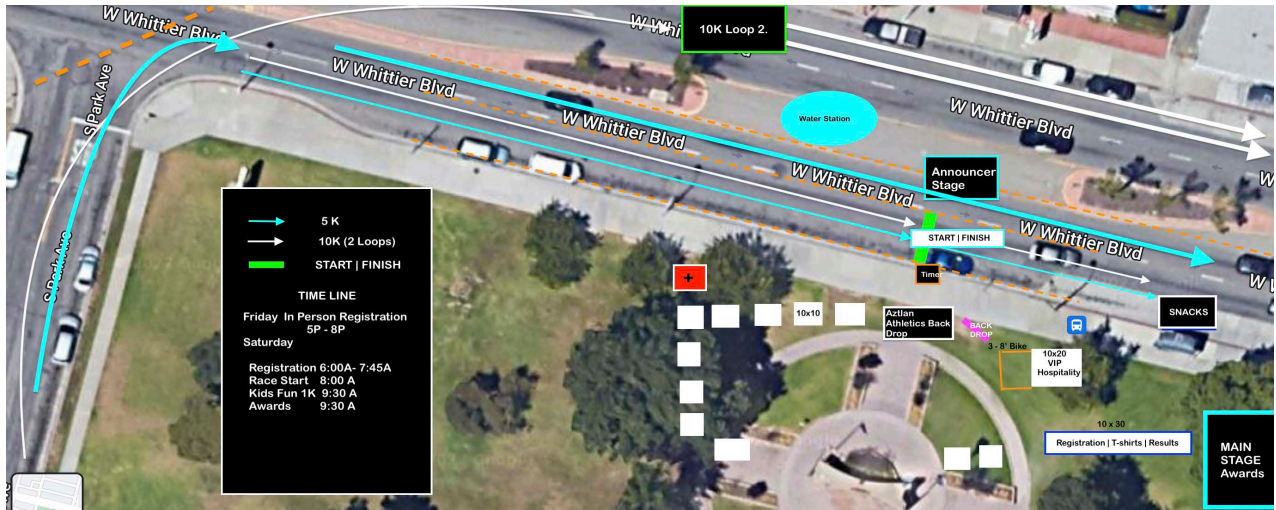 W Whittier Blvd
10K Loop 2.
W Whittier Blvd
S Park Ave
W Whittier Blvd
W Whittier Blvd
Water Station
W Whittier Blvd
W Whittier Blvd
Announcer
Stage
START | FINISH
W Whittier Blvd
S Park Ave
Timer
5 K
10K (2 Loops)
START | FINISH
TIME LINE
Friday In Person Registration
5P - 8P
Saturday
Registration 6:00A- 7:45A
Race Start 8:00 A
Kids Fun 1K 9:30 A
Awards 9:30 A
+
10x10
Aztlan
Athletics Back
Drop
BACK
DROP
SNACKS
3 - 8' Bike
10x20
VIP
Hospitality
10 x 30
Registration | T-shirts | Results
MAIN
STAGE
Awards